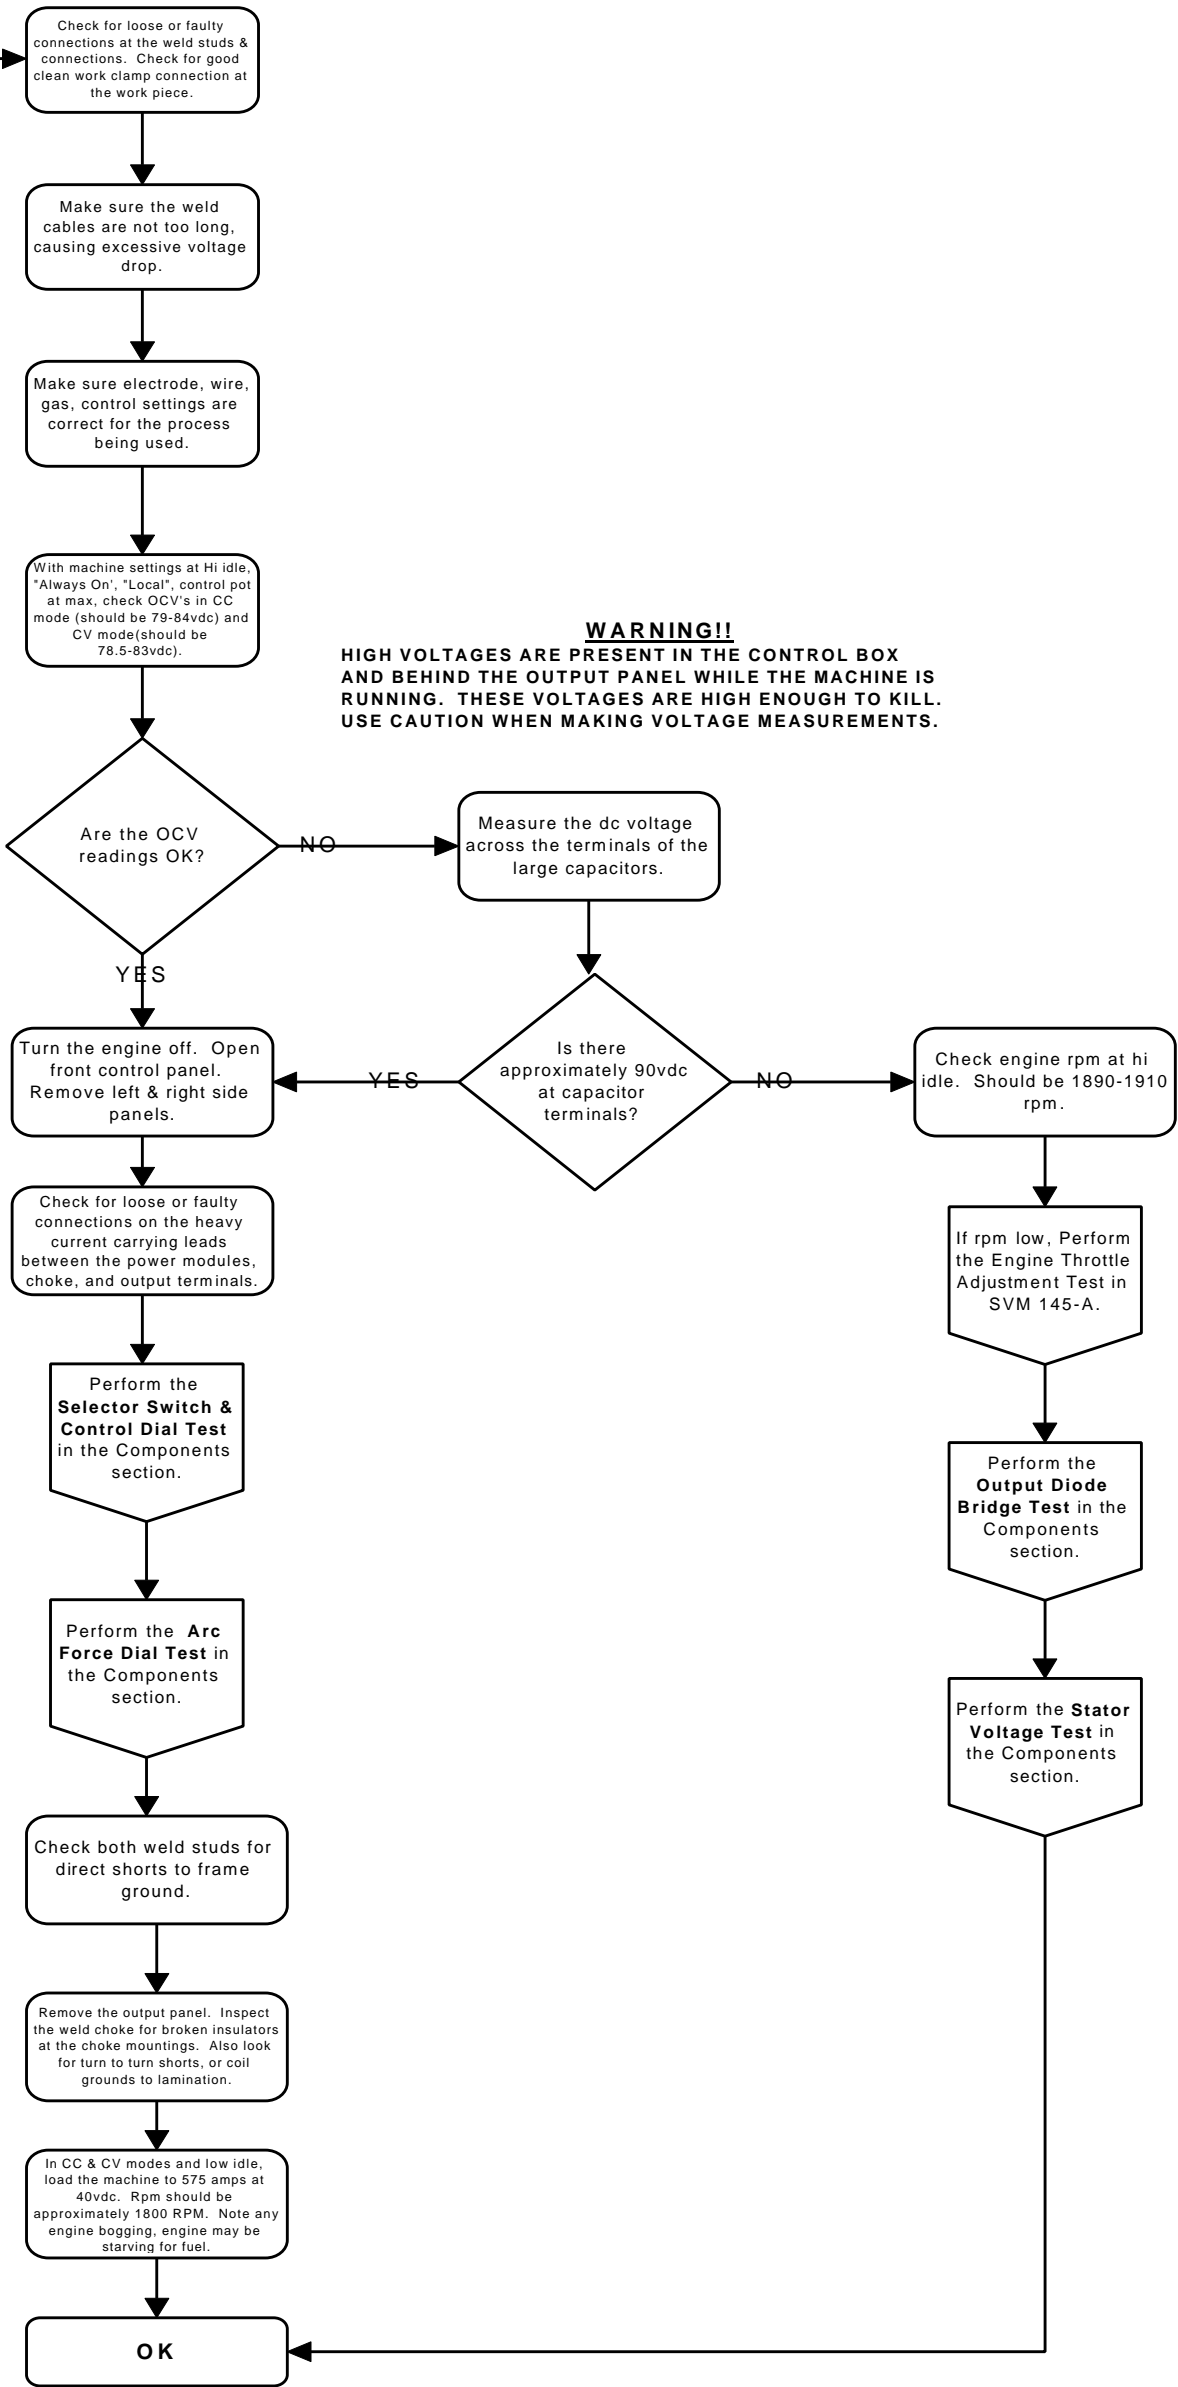 Check for loose or faulty
connections at the weld studs &
connections. Check for good
clean work clamp connection at
the work piece.
Make sure the weld
cables are not too long,
causing excessive voltage
drop.
Make sure electrode, wire,
gas, control settings are
correct for the process
being used.
With machine settings at Hi idle,
"Always On', "Local", control pot
at max, check OCV's in CC
mode (should be 79-84vdc) and
CV mode(should be
78.5-83vdc).
WARNING!!
HIGH VOLTAGES ARE PRESENT IN THE CONTROL BOX
AND BEHIND THE OUTPUT PANEL WHILE THE MACHINE IS
RUNNING. THESE VOLTAGES ARE HIGH ENOUGH TO KILL.
USE CAUTION WHEN MAKING VOLTAGE MEASUREMENTS.
Are the OCV
readings OK?
NO
Measure the dc voltage
across the terminals of the
large capacitors.
YES
Turn the engine off. Open
front control panel.
Remove left & right side
panels.
YES
Is there
approximately 90vdc
at capacitor
terminals?
NO
Check engine rpm at hi
idle. Should be 1890-1910
rpm.
Check for loose or faulty
connections on the heavy
current carrying leads
between the power modules,
choke, and output terminals.
If rpm low, Perform
the Engine Throttle
Adjustment Test in
SVM 145-A.
Perform the
Selector Switch &
Control Dial Test
in the Components
section.
Perform the
Output Diode
Bridge Test in the
Components
section.
Perform the Arc
Force Dial Test in
the Components
section.
Perform the Stator
Voltage Test in
the Components
section.
Check both weld studs for
direct shorts to frame
ground.
Remove the output panel. Inspect
the weld choke for broken insulators
at the choke mountings. Also look
for turn to turn shorts, or coil
grounds to lamination.
In CC & CV modes and low idle,
load the machine to 575 amps at
40vdc. Rpm should be
approximately 1800 RPM. Note any
engine bogging, engine may be
starving for fuel.
OK